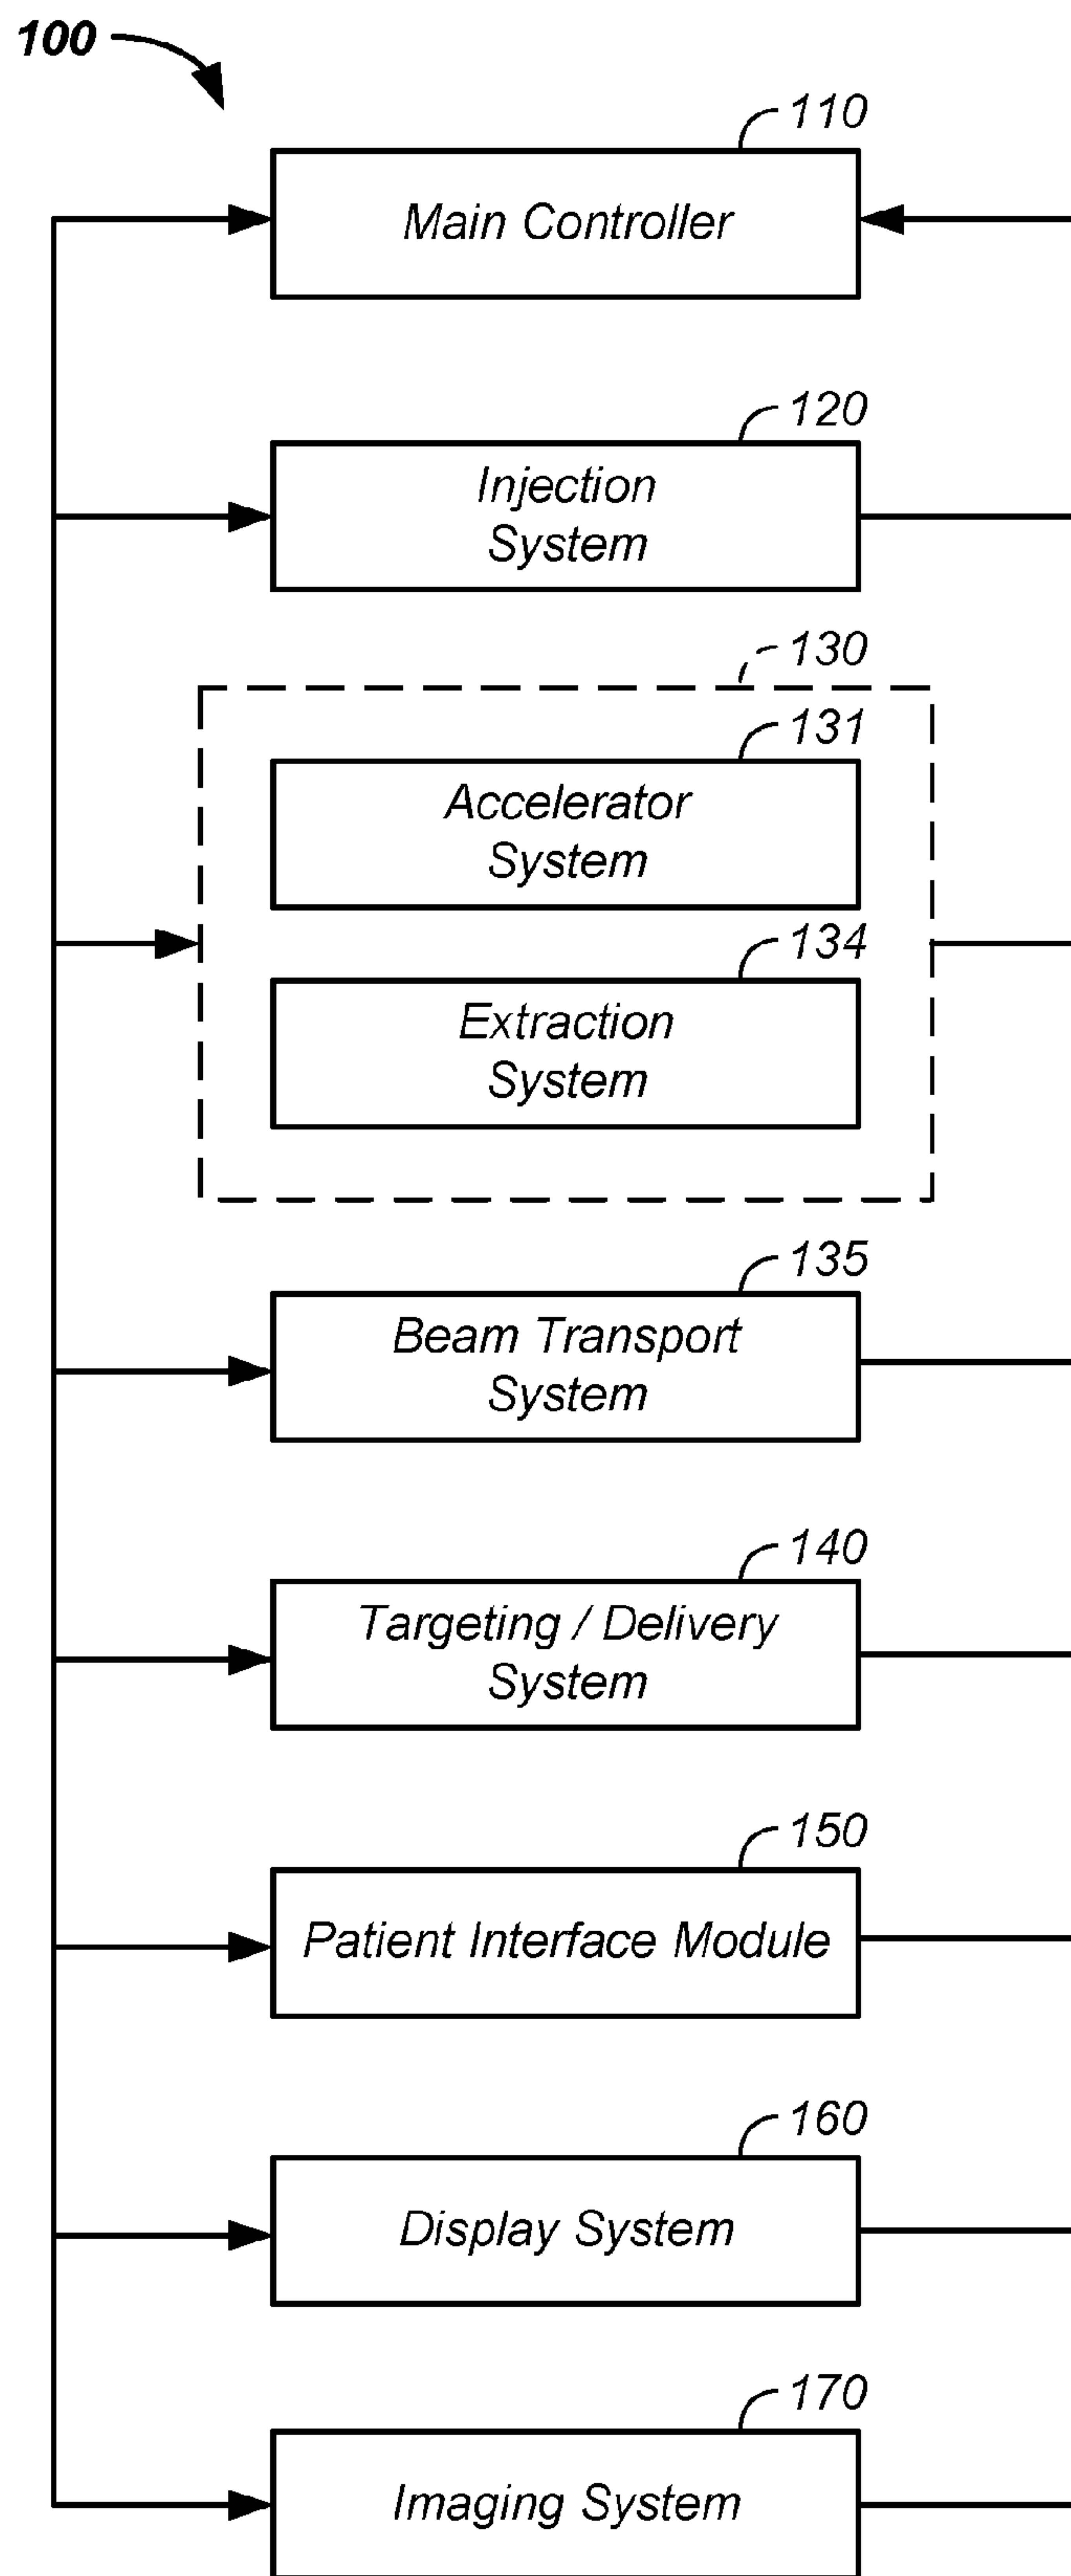 100
110
Main Controller
120
Injection
System
130
131
Accelerator
System
134
Extraction
System
135
Beam Transport
System
140
Targeting / Delivery
System
150
Patient Interface Module
160
Display System
170
Imaging System